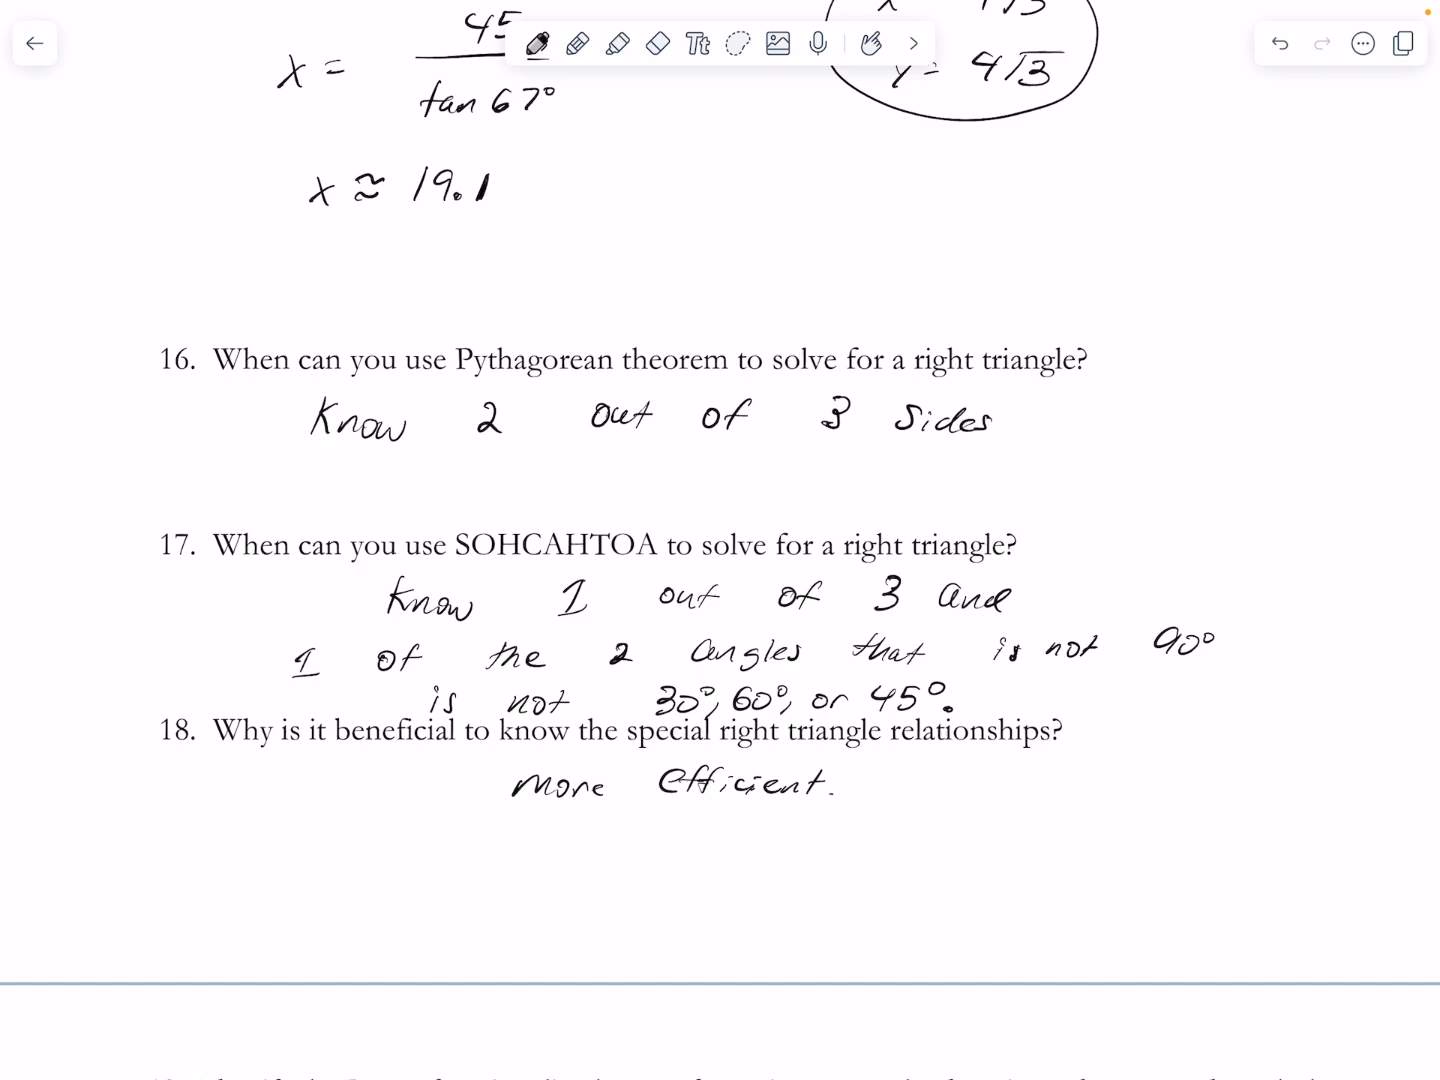 45
x =
tan 67°
y = 4√3
x ≈ 19.1
Tt
16. When can you use Pythagorean theorem to solve for a right triangle?
Know 2 out of 3 sides
17. When can you use SOHCAHTOA to solve for a right triangle?
Know 1 out of 3 and
1 of the 2 angles that is not 90°
is not 30°, 60°, or 45°.
18. Why is it beneficial to know the special right triangle relationships?
more efficient.